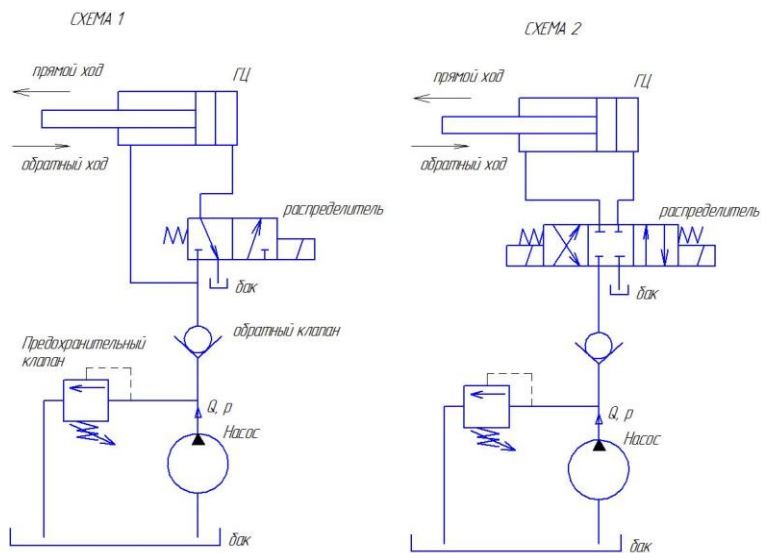 СХЕМА 1
прямой ход
ГЦ
обратный ход
распределитель
бак
обратный клапан
Предохранительный
клапан
Q, p
Насос
бак
СХЕМА 2
прямой ход
ГЦ
обратный ход
распределитель
бак
Q, p
Насос
бак